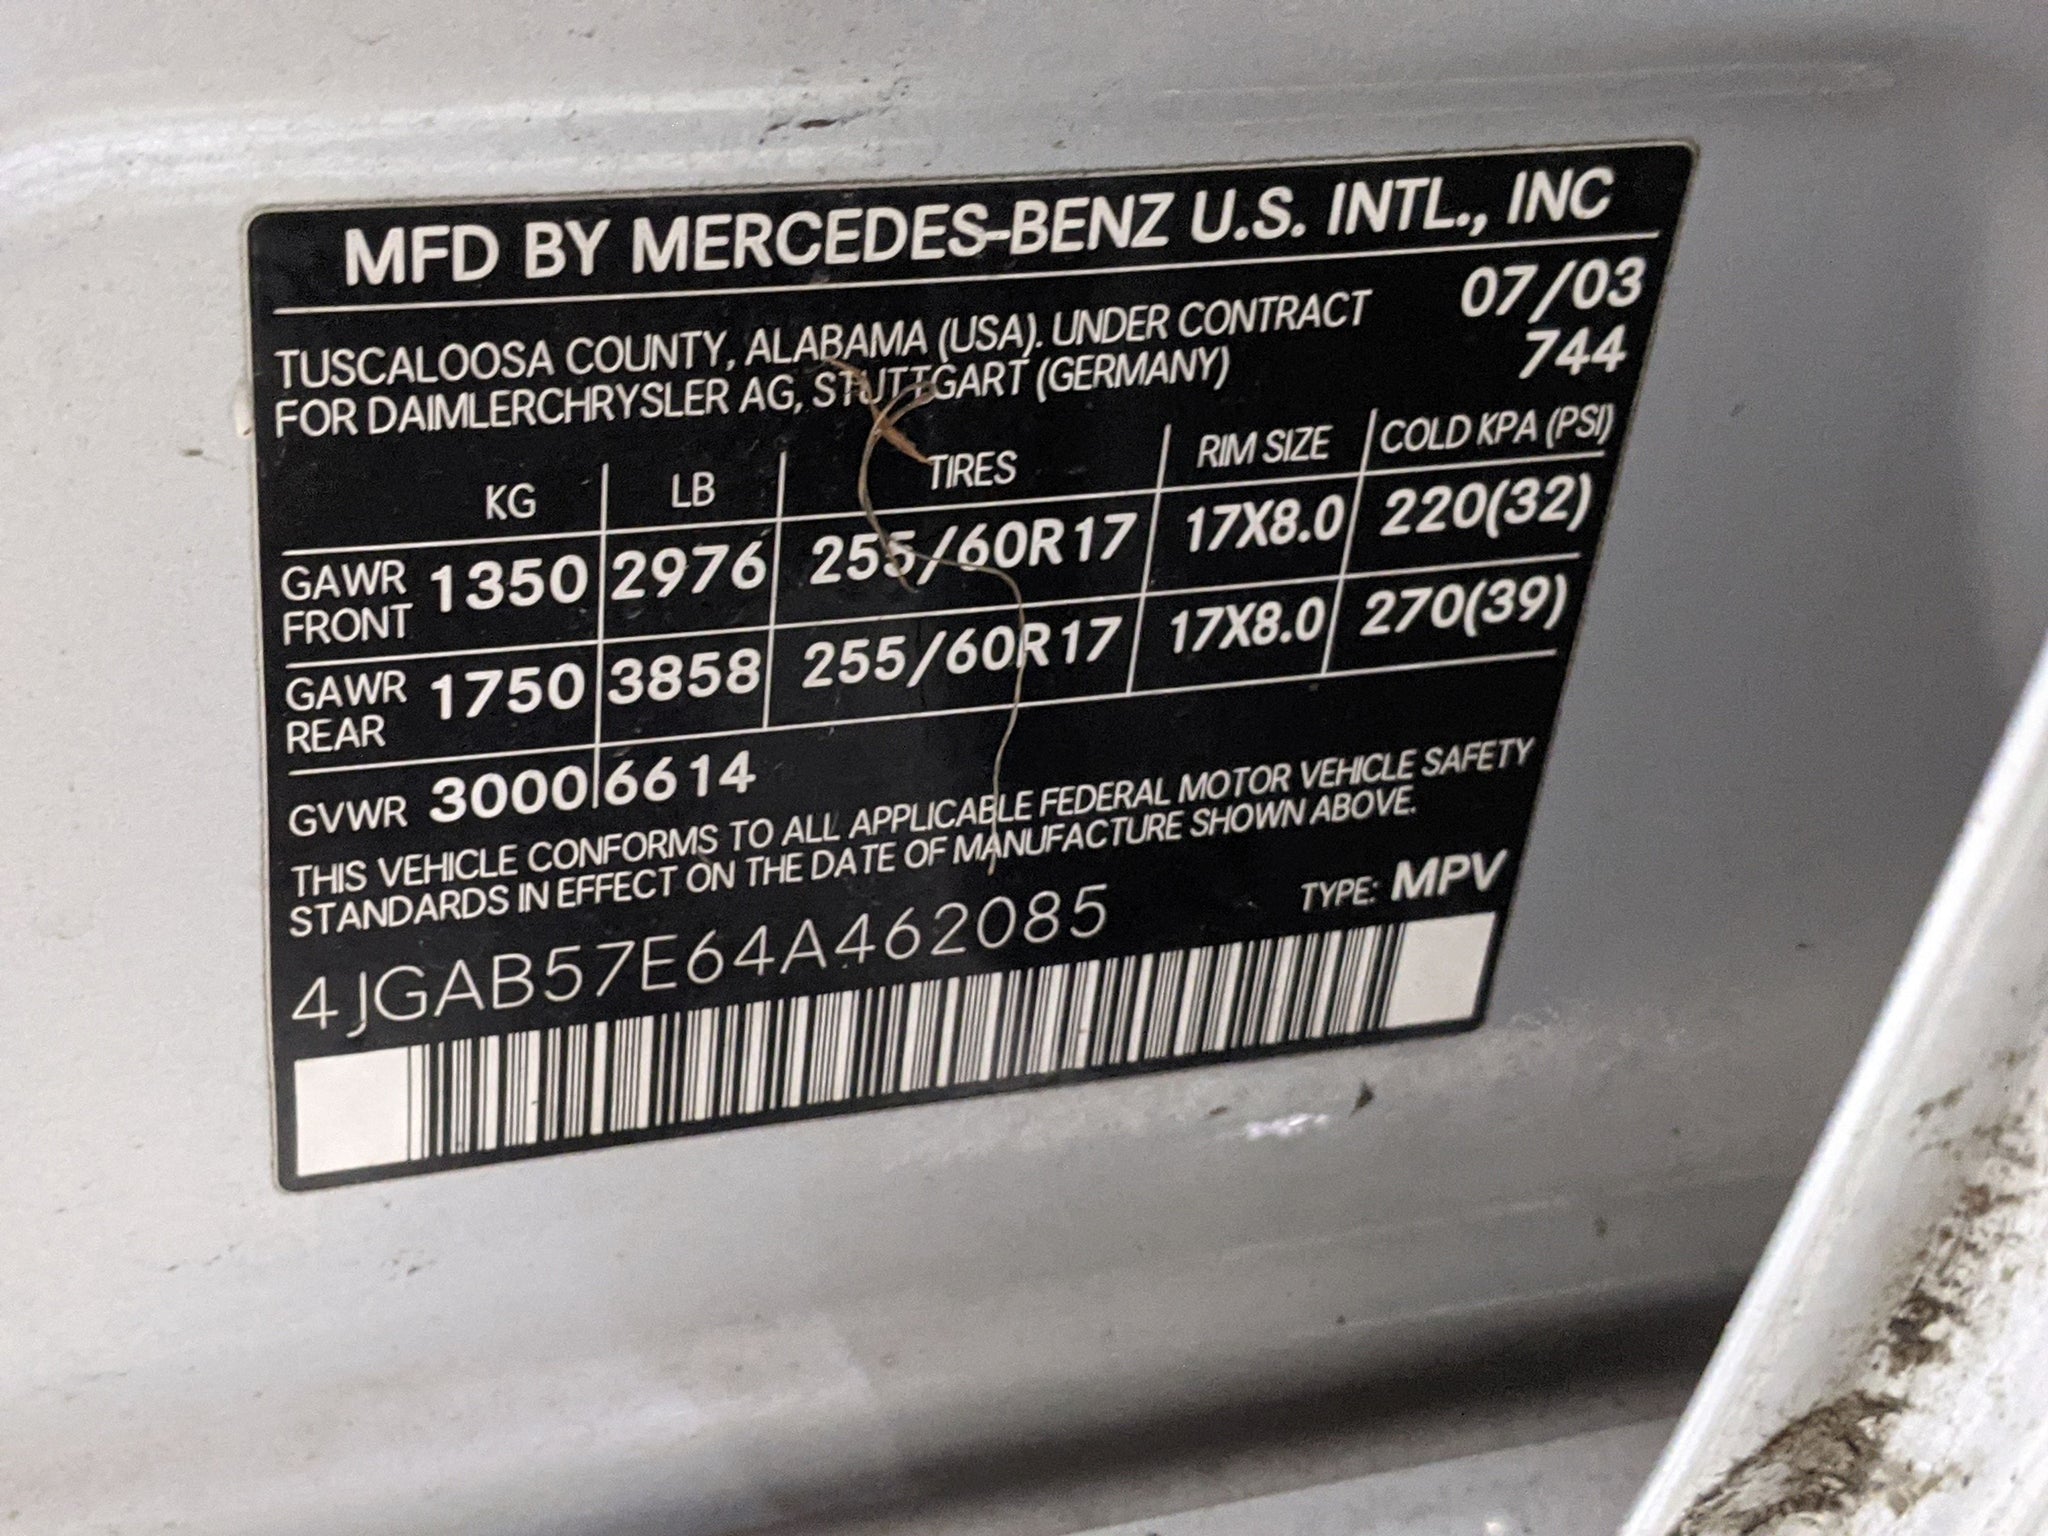 MFD BY MERCEDES-BENZ U.S. INTL., INC
TUSCALOOSA COUNTY, ALABAMA (USA). UNDER CONTRACT 07/03
FOR DAIMLERCHRYSLER AG, STUTTGART (GERMANY) 744
KG LB TIRES RIM SIZE COLD KPA (PSI)
GAWR FRONT 1350 2976 255/60R17 17X8.0 220(32)
GAWR REAR 1750 3858 255/60R17 17X8.0 270(39)
GVWR 3000 6614
THIS VEHICLE CONFORMS TO ALL APPLICABLE FEDERAL MOTOR VEHICLE SAFETY
STANDARDS IN EFFECT ON THE DATE OF MANUFACTURE SHOWN ABOVE.
4JGAB57E64A462085 TYPE: MPV